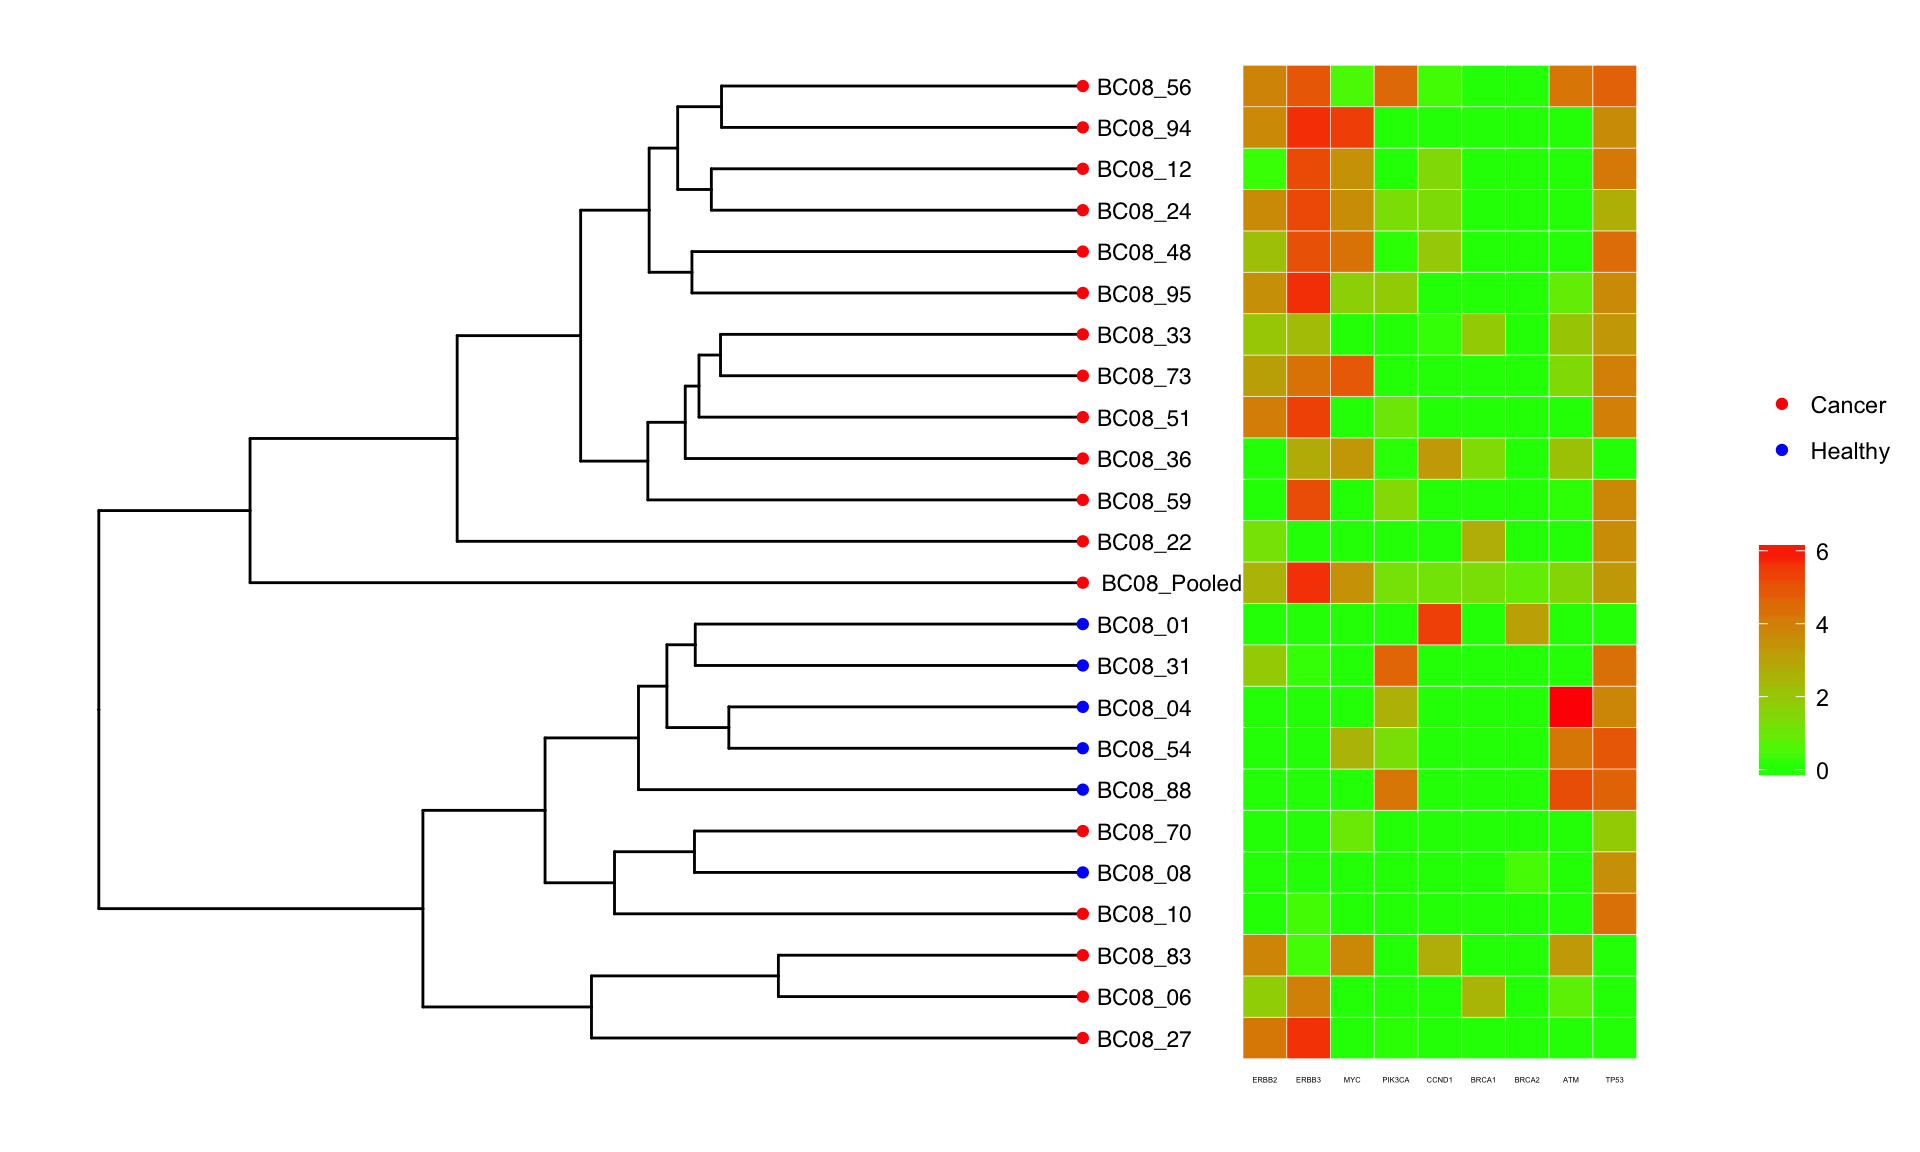 BC08_56
BC08_94
BC08_12
BC08_24
BC08_48
BC08_95
BC08_33
BC08_73
BC08_51
BC08_36
BC08_59
BC08_22
BC08_Pooled
BC08_01
BC08_31
BC08_04
BC08_54
BC08_88
BC08_70
BC08_08
BC08_10
BC08_83
BC08_06
BC08_27
ERBB2 ERBB3 MYC PIK3CA CCND1 BRCA1 BRCA2 ATM TP53
Cancer
Healthy
6
4
2
0